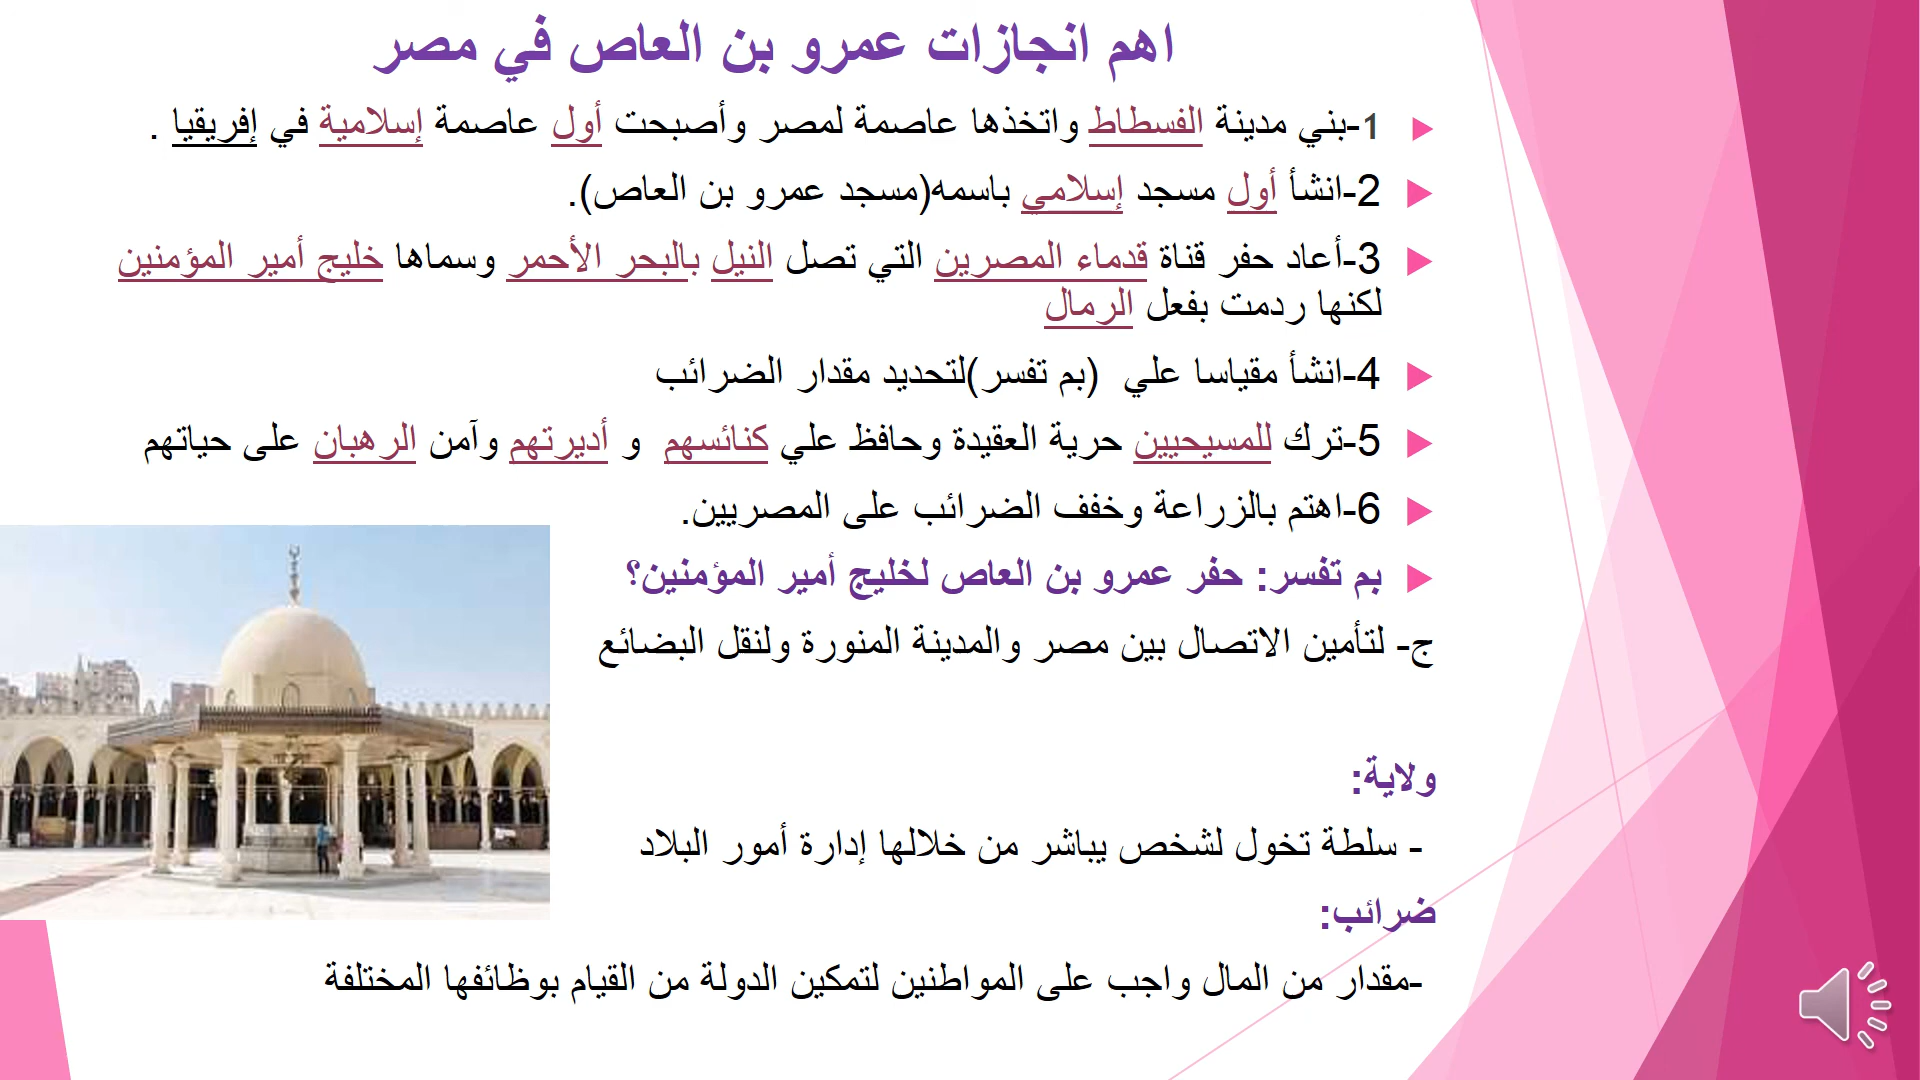 اهم انجازات عمرو بن العاص في مصر
1-بني مدينة الفسطاط واتخذها عاصمة لمصر وأصبحت أول عاصمة إسلامية في إفريقيا .
2-انشأ أول مسجد إسلامي باسمه(مسجد عمرو بن العاص).
3-أعاد حفر قناة قدماء المصرين التي تصل النيل بالبحر الأحمر وسماها خليج أمير المؤمنين
لكنها ردمت بفعل الرمال
4-انشأ مقياسا علي (بم تفسر)لتحديد مقدار الضرائب
5-ترك للمسيحيين حرية العقيدة وحافظ علي كنائسهم و أديرتهم وآمن الرهبان على حياتهم
6-اهتم بالزراعة وخفف الضرائب على المصريين.
بم تفسر: حفر عمرو بن العاص لخليج أمير المؤمنين؟
ج- لتأمين الاتصال بين مصر والمدينة المنورة ولنقل البضائع
ولاية:
- سلطة تخول لشخص يباشر من خلالها إدارة أمور البلاد
ضرائب:
-مقدار من المال واجب على المواطنين لتمكين الدولة من القيام بوظائفها المختلفة